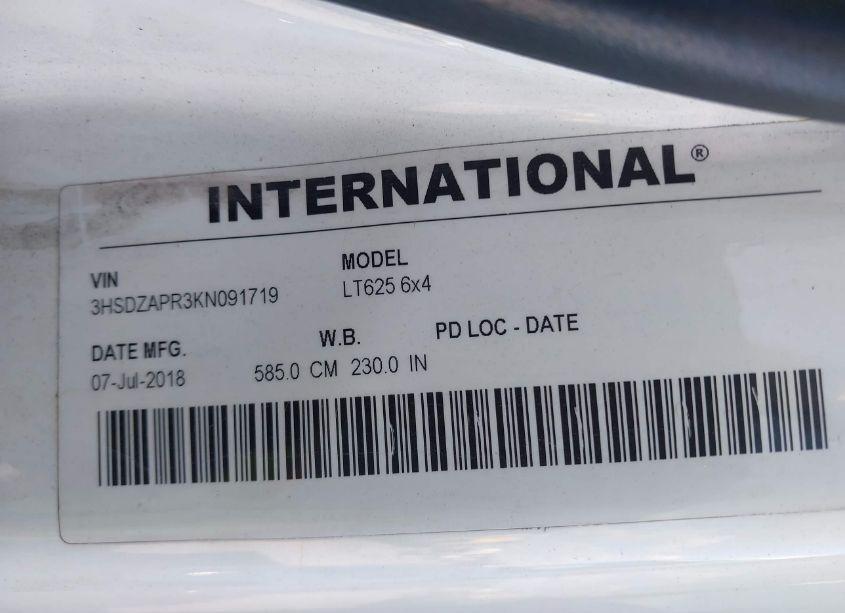 INTERNATIONAL®
VIN
3HSDZAPR3KN091719
MODEL
LT625 6x4
DATE MFG.
07-Jul-2018
W.B.
585.0 CM 230.0 IN
PD LOC - DATE